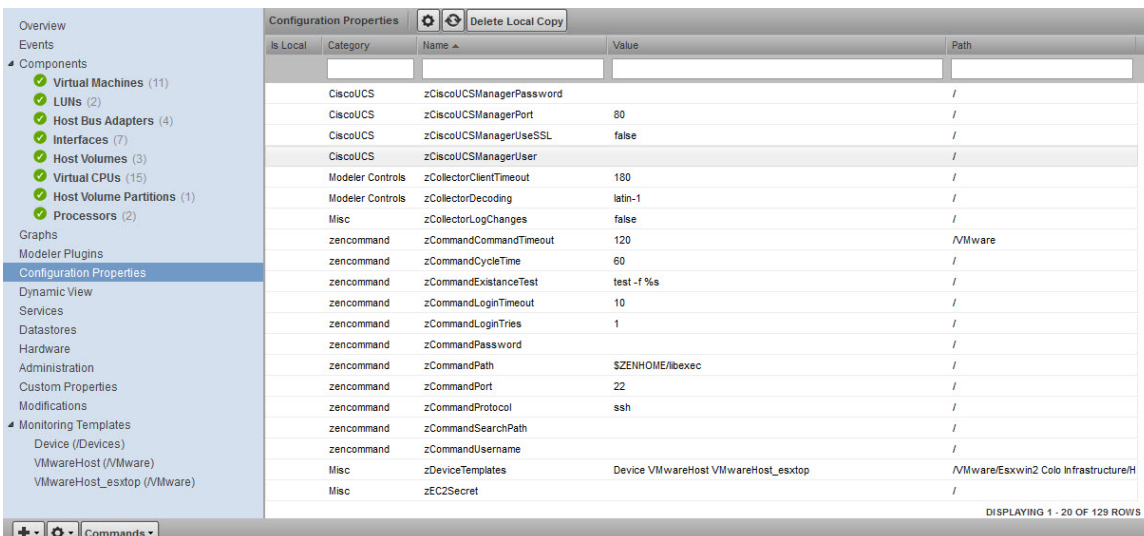 Overview
Events
Components
Virtual Machines (11)
LUNs (2)
Host Bus Adapters (4)
Interfaces (7)
Host Volumes (3)
Virtual CPUs (15)
Host Volume Partitions (1)
Processors (2)
Graphs
Modeler Plugins
Configuration Properties
Dynamic View
Services
Datastores
Hardware
Administration
Custom Properties
Modifications
Monitoring Templates
Device (/Devices)
VMwareHost (/VMware)
VMwareHost_esxtop (/VMware)
Configuration Properties Delete Local Copy
Is Local Category Name Value Path
CiscoUCS zCiscoUCSManagerPassword /
CiscoUCS zCiscoUCSManagerPort 80 /
CiscoUCS zCiscoUCSManagerUseSSL false /
CiscoUCS zCiscoUCSManagerUser /
Modeler Controls zCollectorClientTimeout 180 /
Modeler Controls zCollectorDecoding latin-1 /
Misc zCollectorLogChanges false /
zencommand zCommandCommandTimeout 120 /VMware
zencommand zCommandCycleTime 60 /
zencommand zCommandExistanceTest test -f %s /
zencommand zCommandLoginTimeout 10 /
zencommand zCommandLoginTries 1 /
zencommand zCommandPassword /
zencommand zCommandPath $ZENHOME/libexec /
zencommand zCommandPort 22 /
zencommand zCommandProtocol ssh /
zencommand zCommandSearchPath /
zencommand zCommandUsername /
Misc zDeviceTemplates Device VMwareHost VMwareHost_esxtop /VMware/Esxwin2 Colo Infrastructure/H
Misc zEC2Secret /
DISPLAYING 1 - 20 OF 129 ROWS
Commands